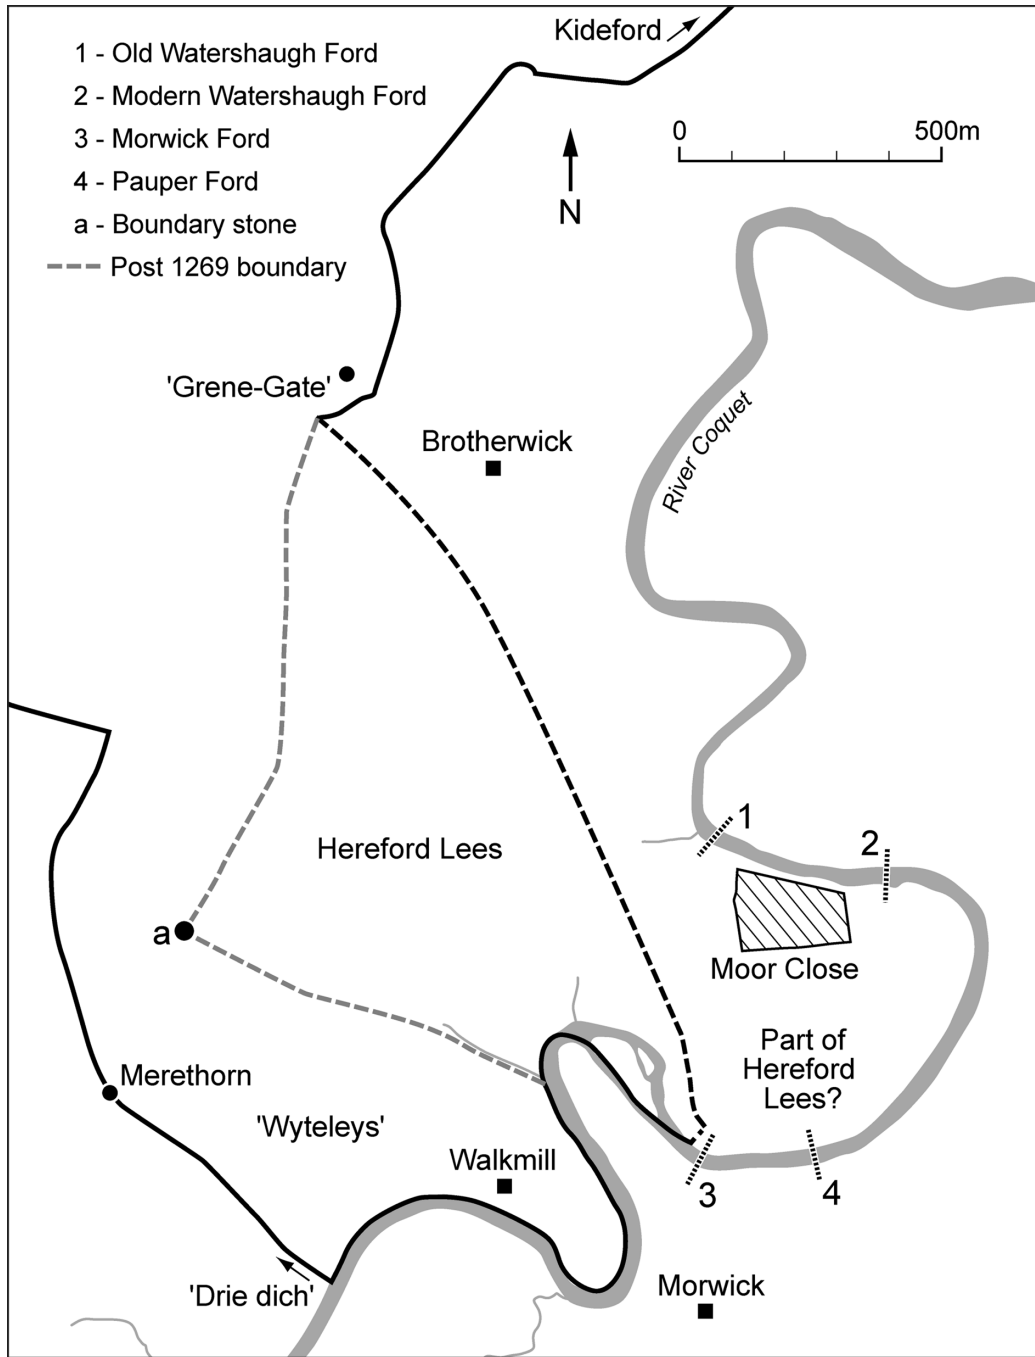 Kideford
1 - Old Watershaugh Ford
2 - Modern Watershaugh Ford
3 - Morwick Ford
4 - Pauper Ford
a - Boundary stone
Post 1269 boundary
0 500m
N
'Grene-Gate'
Brotherwick
River Coquet
1
2
Hereford Lees
a
Moor Close
Part of
Hereford
Lees?
Merethorn
'Wyteleys'
Walkmill
3
4
'Drie dich'
Morwick